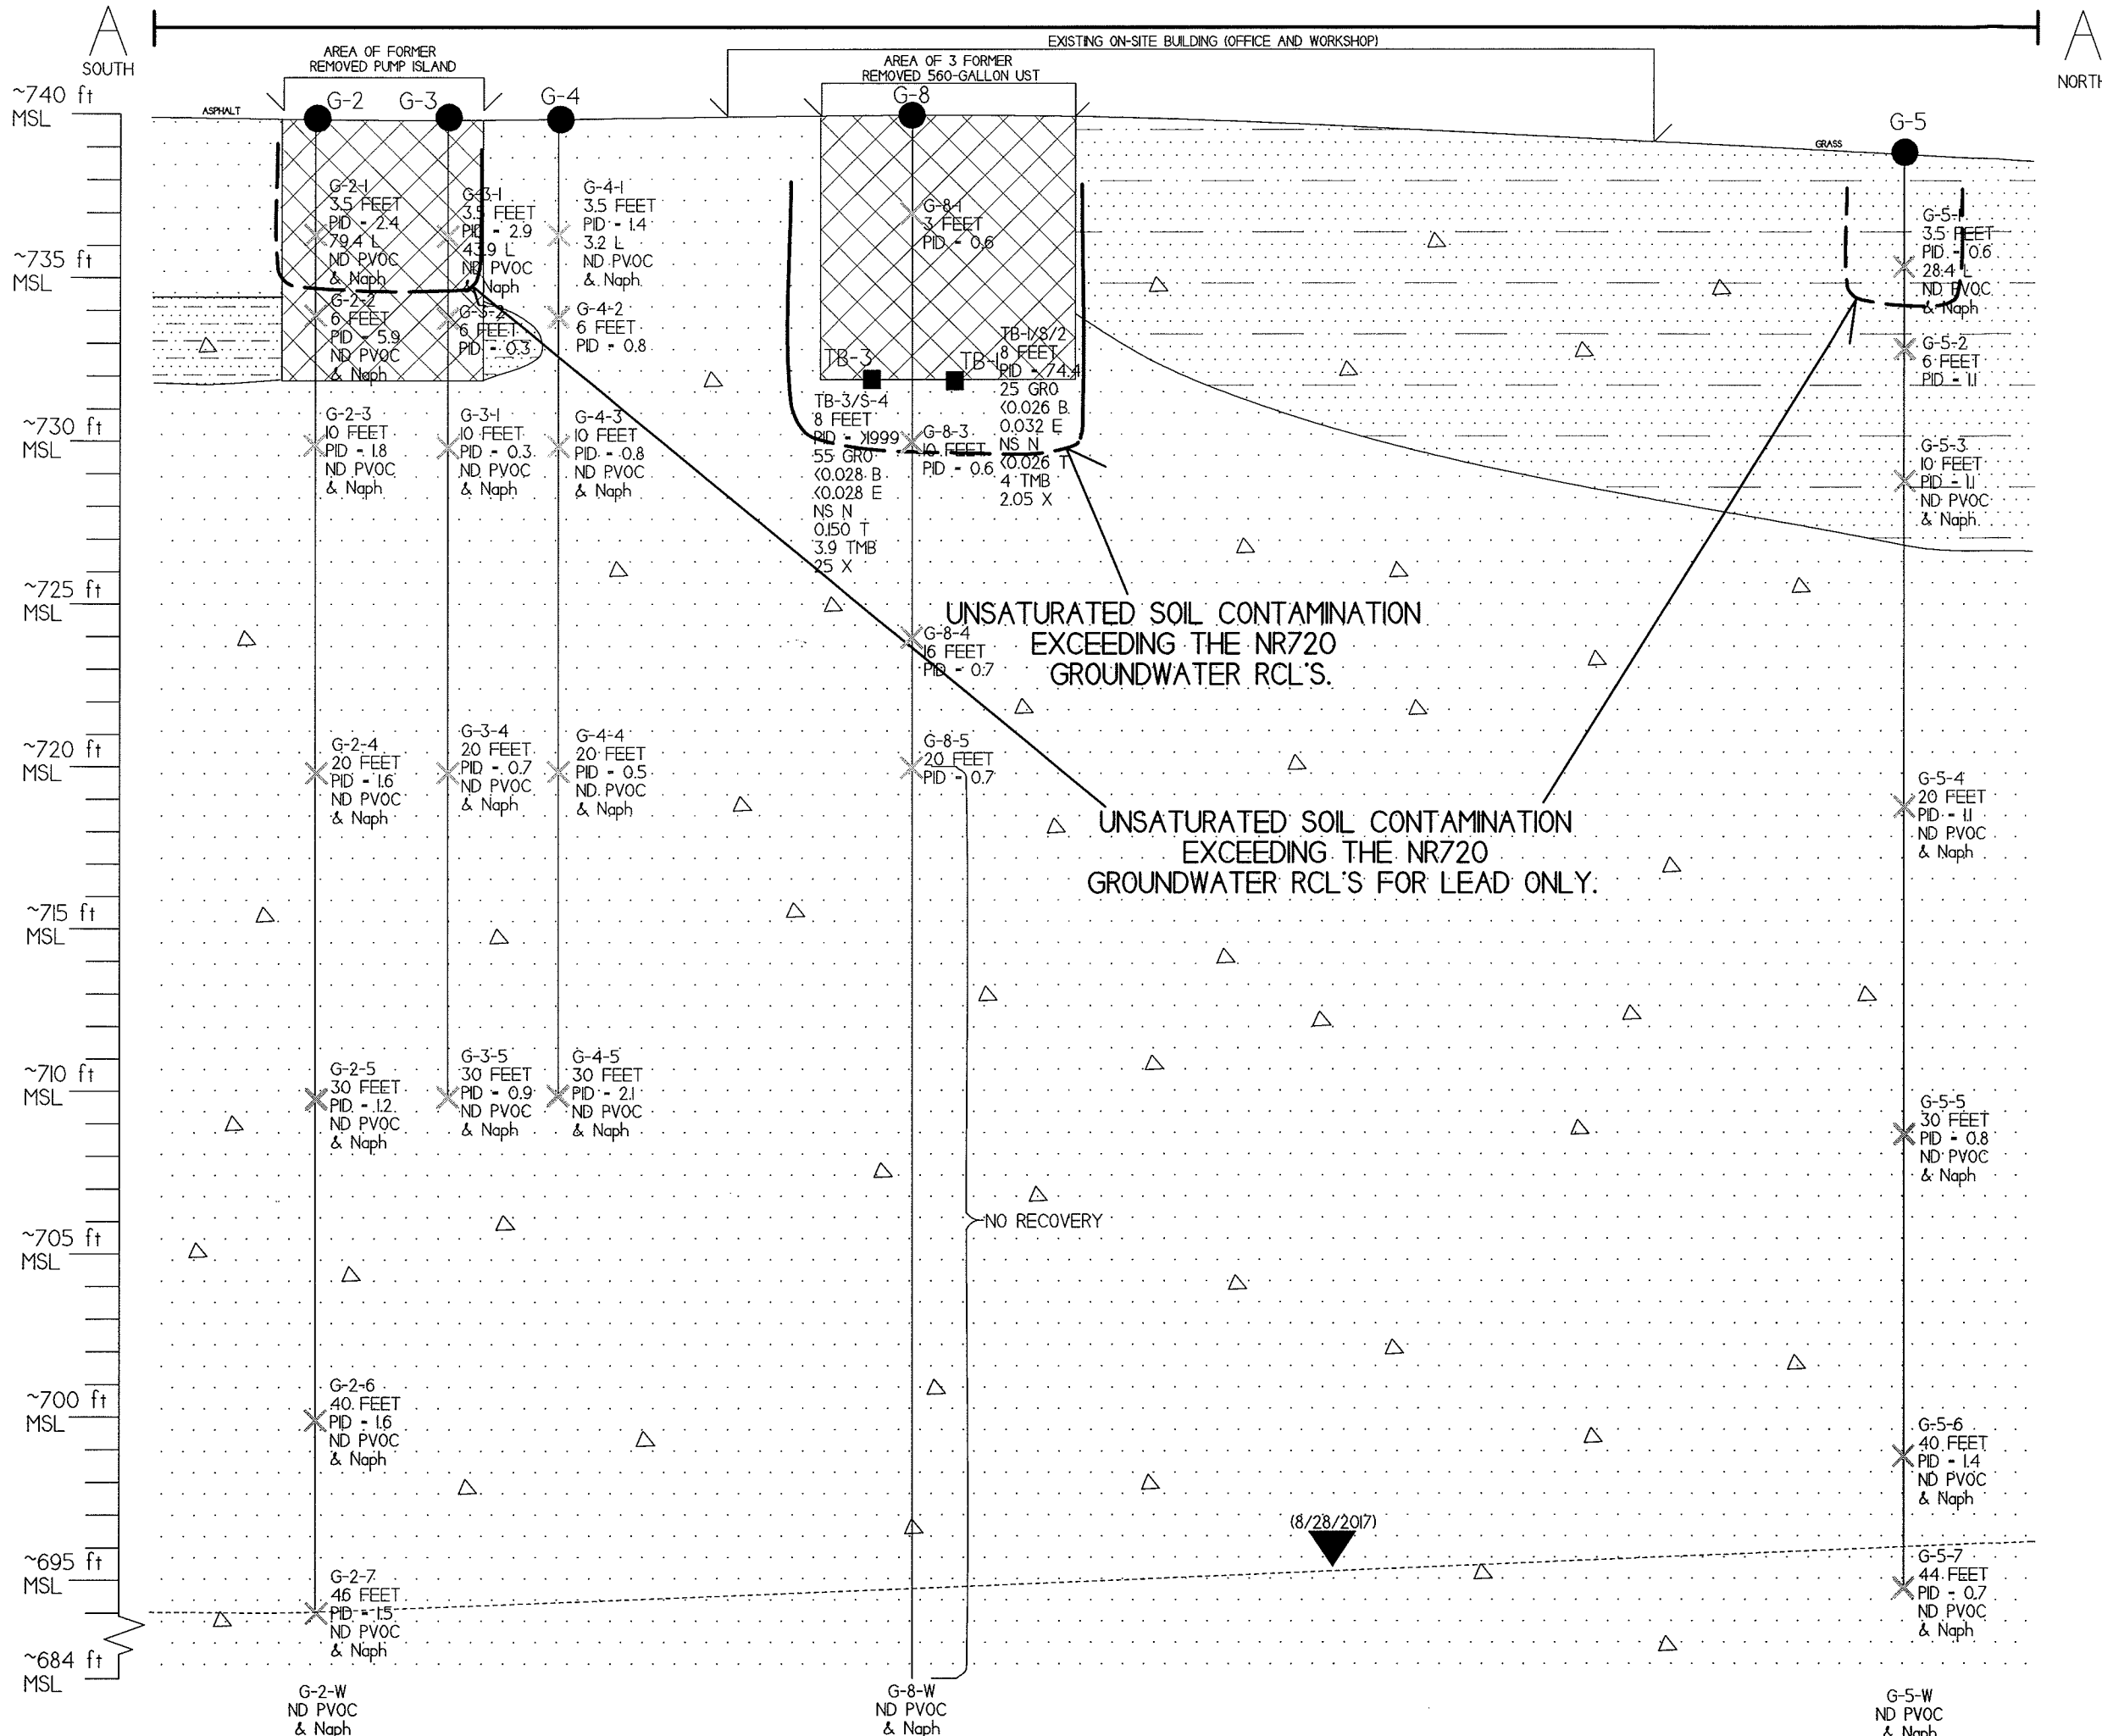 A
SOUTH
EXISTING ON-SITE BUILDING (OFFICE AND WORKSHOP)
A
NORTH
AREA OF FORMER
REMOVED PUMP ISLAND
AREA OF 3 FORMER
REMOVED 560-GALLON UST
~740 ft
MSL
ASPHALT
G-2
G-3
G-4
G-8
GRASS
G-5
G-2-1
3.5 FEET
PID - 2.4
79.4 L
ND PVOC
& Naph
G-3-1
3.5 FEET
PID - 2.9
43.9 L
ND PVOC
& Naph
G-4-1
3.5 FEET
PID - 1.4
3.2 L
ND PVOC
& Naph
G-8-1
3 FEET
PID - 0.6
G-5-1
3.5 FEET
PID - 0.6
28.4 L
ND PVOC
& Naph
~735 ft
MSL
G-2-2
6 FEET
PID - 5.9
ND PVOC
& Naph
G-3-2
6 FEET
PID - 0.3
G-4-2
6 FEET
PID - 0.8
TB-3
TB-1
TB-1/S/2
8 FEET
PID - 74.4
25 GRO
<0.026 B
0.032 E
NS N
<0.026 T
4 TMB
2.05 X
G-5-2
6 FEET
PID - 1.1
~730 ft
MSL
G-2-3
10 FEET
PID - 1.8
ND PVOC
& Naph
G-3-1
10 FEET
PID - 0.3
ND PVOC
& Naph
G-4-3
10 FEET
PID - 0.8
ND PVOC
& Naph
TB-3/S-4
8 FEET
PID - >1999
55 GRO
<0.028 B
<0.028 E
NS N
0.150 T
3.9 TMB
25 X
G-8-3
10 FEET
PID - 0.6
G-5-3
10 FEET
PID - 1.1
ND PVOC
& Naph
~725 ft
MSL
UNSATURATED SOIL CONTAMINATION
EXCEEDING THE NR720
GROUNDWATER RCL'S.
G-8-4
16 FEET
PID - 0.7
~720 ft
MSL
G-2-4
20 FEET
PID - 1.6
ND PVOC
& Naph
G-3-4
20 FEET
PID - 0.7
ND PVOC
& Naph
G-4-4
20 FEET
PID - 0.5
ND PVOC
& Naph
G-8-5
20 FEET
PID - 0.7
G-5-4
20 FEET
PID - 1.1
ND PVOC
& Naph
UNSATURATED SOIL CONTAMINATION
EXCEEDING THE NR720
GROUNDWATER RCL'S FOR LEAD ONLY.
~715 ft
MSL
~710 ft
MSL
G-2-5
30 FEET
PID - 1.2
ND PVOC
& Naph
G-3-5
30 FEET
PID - 0.9
ND PVOC
& Naph
G-4-5
30 FEET
PID - 2.1
ND PVOC
& Naph
G-5-5
30 FEET
PID - 0.8
ND PVOC
& Naph
NO RECOVERY
~705 ft
MSL
~700 ft
MSL
G-2-6
40 FEET
PID - 1.6
ND PVOC
& Naph
G-5-6
40 FEET
PID - 1.4
ND PVOC
& Naph
(8/28/2017)
~695 ft
MSL
G-2-7
46 FEET
PID - 1.5
ND PVOC
& Naph
G-5-7
44 FEET
PID - 0.7
ND PVOC
& Naph
~684 ft
MSL
G-2-W
ND PVOC
& Naph
G-8-W
ND PVOC
& Naph
G-5-W
ND PVOC
& Naph